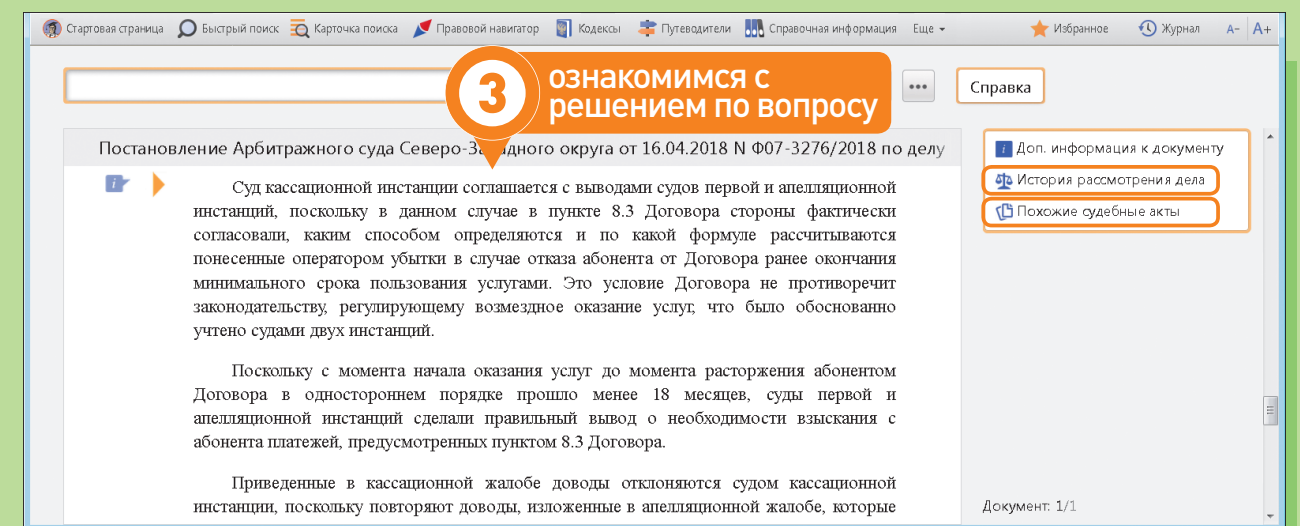 Стартовая страница Быстрый поиск Карточка поиска Правовой навигатор Кодексы Путеводители Справочная информация Еще Избранное Журнал А- А+
3 ознакомимся с
решением по вопросу
... Справка
Постановление Арбитражного суда Северо-За дного округа от 16.04.2018 N Ф07-3276/2018 по делу
Суд кассационной инстанции соглашается с выводами судов первой и апелляционной
инстанций, поскольку в данном случае в пункте 8.3 Договора стороны фактически
согласовали, каким способом определяются и по какой формуле рассчитываются
понесенные оператором убытки в случае отказа абонента от Договора ранее окончания
минимального срока пользования услугами. Это условие Договора не противоречит
законодательству, регулирующему возмездное оказание услуг, что было обоснованно
учтено судами двух инстанций.
Поскольку с момента начала оказания услуг до момента расторжения абонентом
Договора в одностороннем порядке прошло менее 18 месяцев, суды первой и
апелляционной инстанций сделали правильный вывод о необходимости взыскания с
абонента платежей, предусмотренных пунктом 8.3 Договора.
Приведенные в кассационной жалобе доводы отклоняются судом кассационной
инстанции, поскольку повторяют доводы, изложенные в апелляционной жалобе, которые
i Доп. информация к документу
История рассмотрения дела
Похожие судебные акты
Документ: 1/1